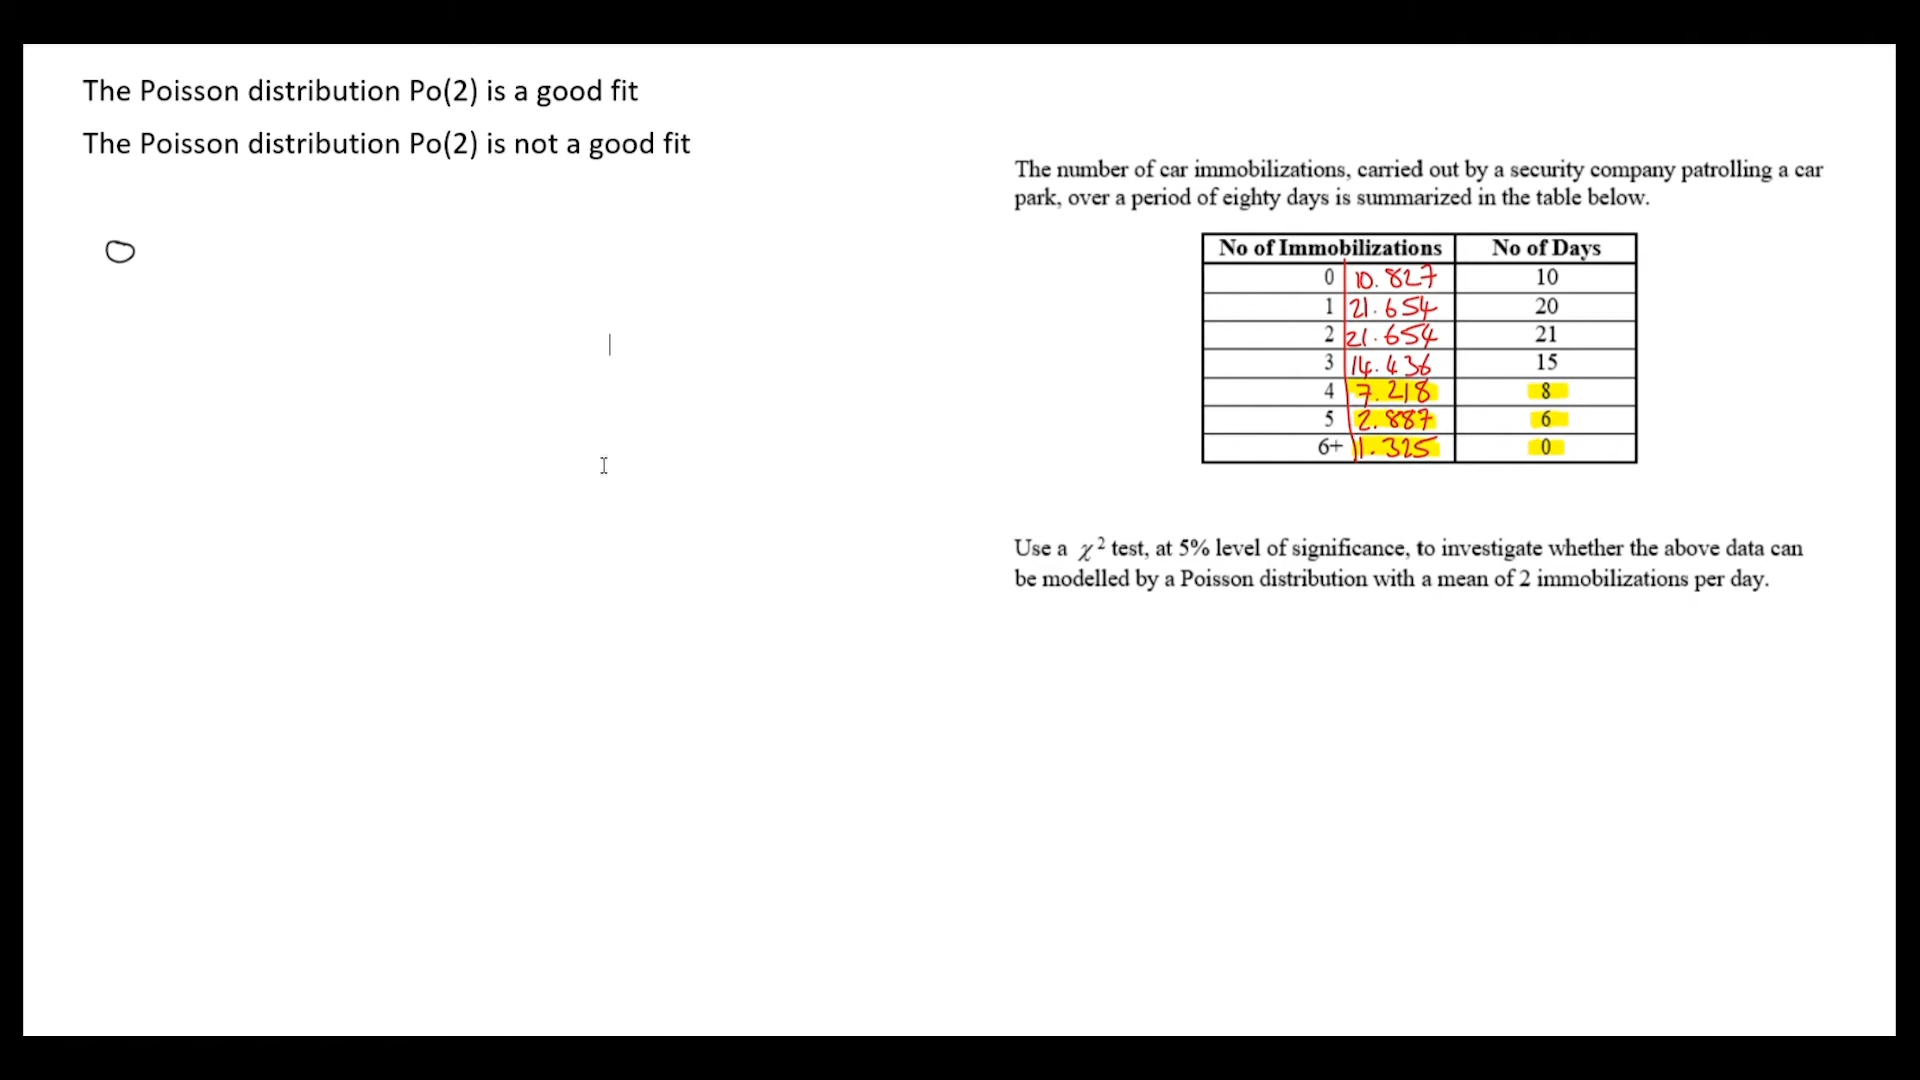 The Poisson distribution Po(2) is a good fit
The Poisson distribution Po(2) is not a good fit
O
The number of car immobilizations, carried out by a security company patrolling a car
park, over a period of eighty days is summarized in the table below.
No of Immobilizations No of Days
0 10.827 10
1 21.654 20
2 21.654 21
3 14.436 15
4 7.218 8
5 2.887 6
6+ 1.325 0
Use a χ² test, at 5% level of significance, to investigate whether the above data can
be modelled by a Poisson distribution with a mean of 2 immobilizations per day.